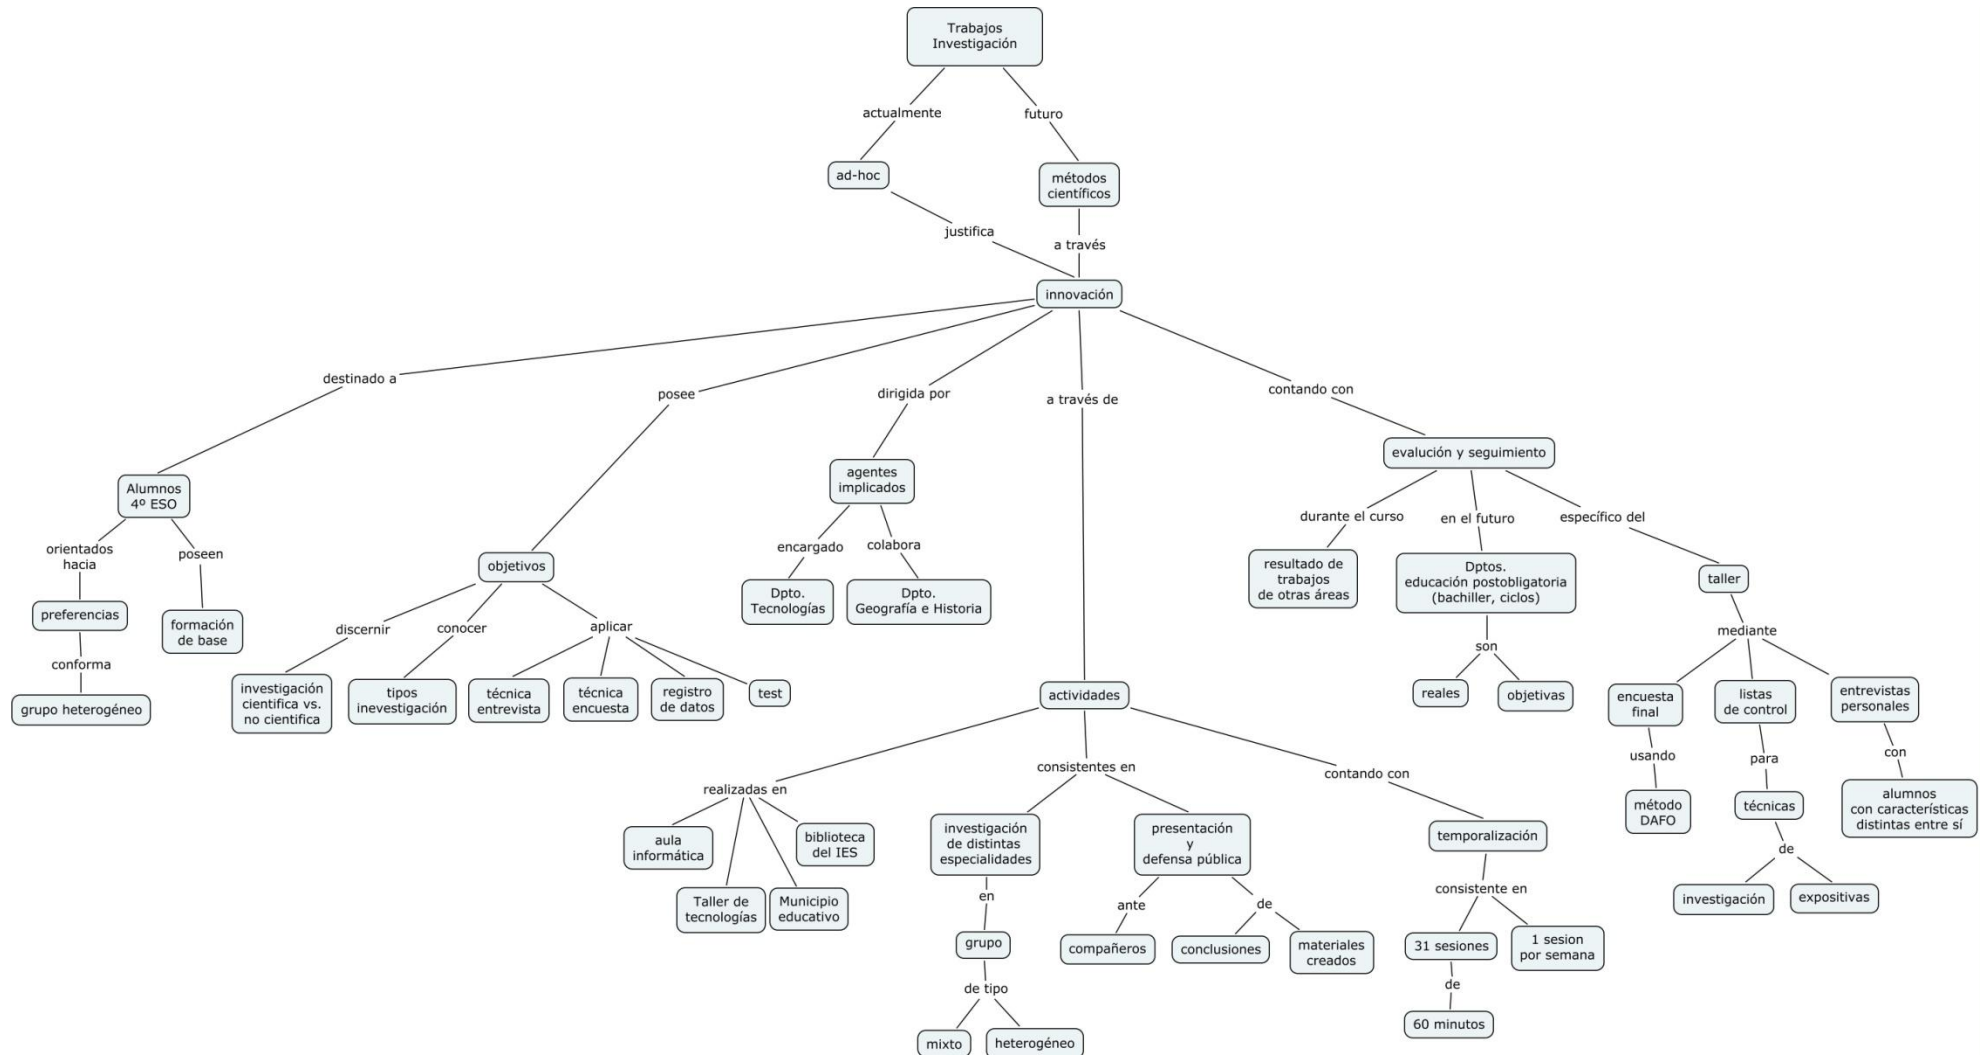 Trabajos
Investigación
actualmente
futuro
ad-hoc
métodos
científicos
justifica
a través
innovación
destinado a
posee
dirigida por
a través de
contando con
Alumnos
4º ESO
orientados
hacia
poseen
preferencias
formación
de base
conforma
grupo heterogéneo
objetivos
discernir
conocer
aplicar
investigación
cientifica vs.
no cientifica
tipos
inevestigación
técnica
entrevista
técnica
encuesta
registro
de datos
test
agentes
implicados
encargado
colabora
Dpto.
Tecnologías
Dpto.
Geografía e Historia
actividades
realizadas en
consistentes en
contando con
aula
informática
Taller de
tecnologías
Municipio
educativo
biblioteca
del IES
investigación
de distintas
especialidades
en
grupo
de tipo
mixto
heterogéneo
presentación
y
defensa pública
ante
de
compañeros
conclusiones
materiales
creados
temporalización
consistente en
31 sesiones
1 sesion
por semana
de
60 minutos
evalución y seguimiento
durante el curso
en el futuro
específico del
resultado de
trabajos
de otras áreas
Dptos.
educación postobligatoria
(bachiller, ciclos)
son
reales
objetivas
taller
mediante
encuesta
final
usando
método
DAFO
listas
de control
para
técnicas
de
investigación
expositivas
entrevistas
personales
con
alumnos
con características
distintas entre sí